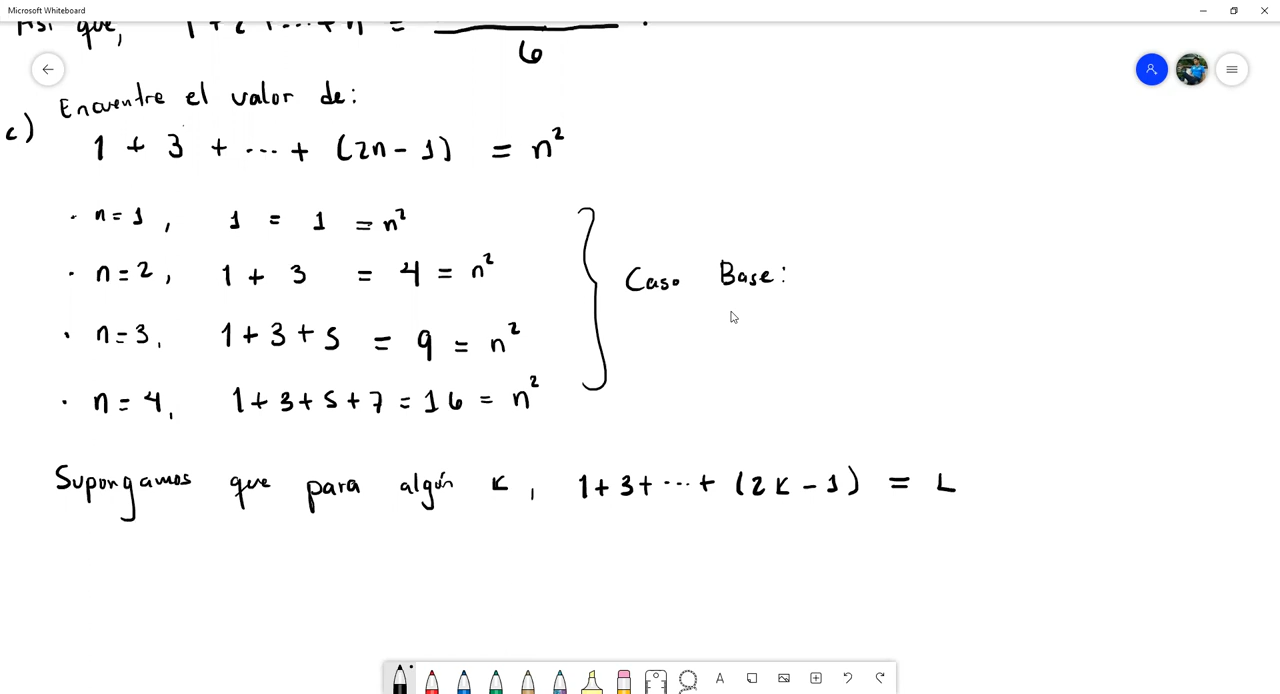 Microsoft Whiteboard
Así que, 1 + 2 + ... + n =
6
Encuentre el valor de:
c)
1 + 3 + ... + (2n - 1) = n²
· n = 1, 1 = 1 = n²
· n = 2, 1 + 3 = 4 = n²
Caso Base:
· n = 3, 1 + 3 + 5 = 9 = n²
· n = 4, 1 + 3 + 5 + 7 = 16 = n²
Supongamos que para algún k, 1 + 3 + ... + (2k - 1) = L